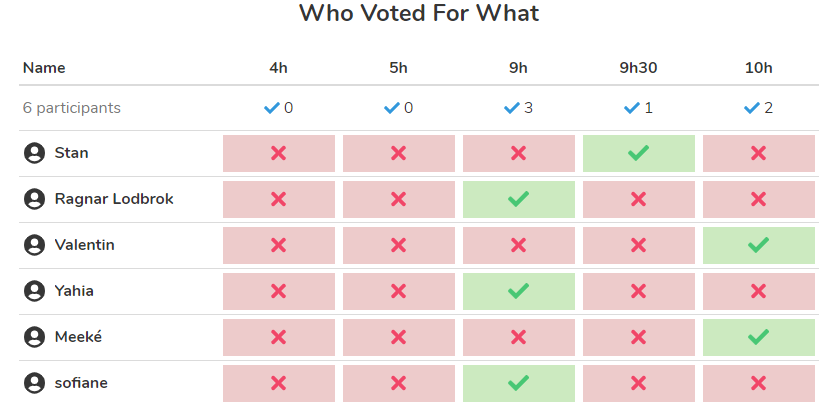 Who Voted For What
Name 4h 5h 9h 9h30 10h
6 participants 0 0 3 1 2
Stan
Ragnar Lodbrok
Valentin
Yahia
Meeké
sofiane